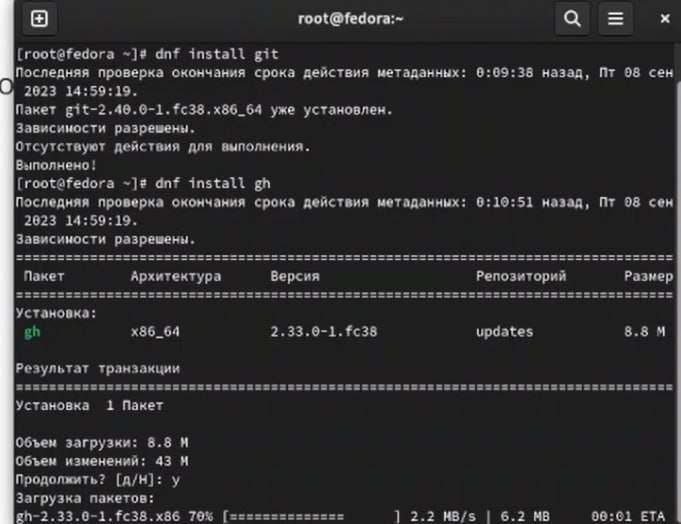 root@fedora:~
[root@fedora ~]# dnf install git
Последняя проверка окончания срока действия метаданных: 0:09:38 назад, Пт 08 сен
2023 14:59:19.
Пакет git-2.40.0-1.fc38.x86_64 уже установлен.
Зависимости разрешены.
Отсутствуют действия для выполнения.
Выполнено!
[root@fedora ~]# dnf install gh
Последняя проверка окончания срока действия метаданных: 0:10:51 назад, Пт 08 сен
2023 14:59:19.
Зависимости разрешены.
================================================================================
Пакет Архитектура Версия Репозиторий Размер
================================================================================
Установка:
gh x86_64 2.33.0-1.fc38 updates 8.8 M
Результат транзакции
================================================================================
Установка 1 Пакет
Объем загрузки: 8.8 M
Объем изменений: 43 M
Продолжить? [д/Н]: y
Загрузка пакетов:
gh-2.33.0-1.fc38.x86 70% [============== ] 2.2 MB/s | 6.2 MB 00:01 ETA